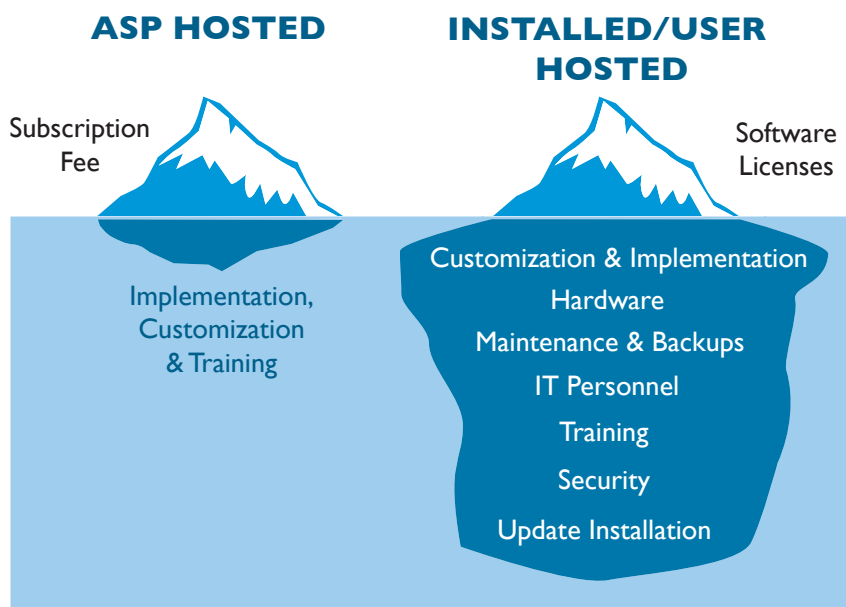 ASP HOSTED
INSTALLED/USER
HOSTED
Subscription
Fee
Software
Licenses
Implementation,
Customization
& Training
Customization & Implementation
Hardware
Maintenance & Backups
IT Personnel
Training
Security
Update Installation